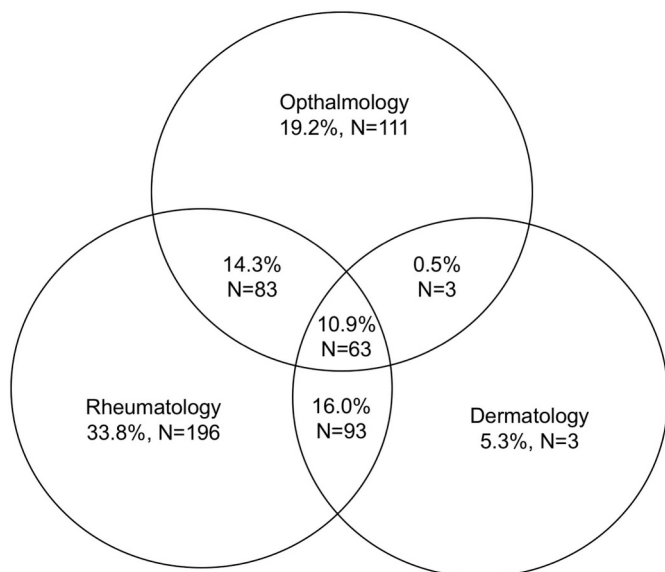 Opthalmology
19.2%, N=111
14.3%
N=83
0.5%
N=3
10.9%
N=63
Rheumatology
33.8%, N=196
16.0%
N=93
Dermatology
5.3%, N=3